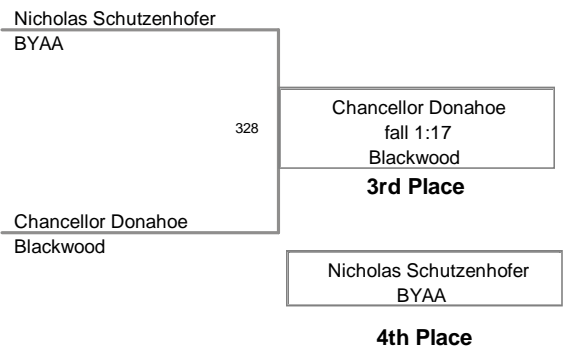 Nicholas Schutzenhofer
BYAA
328
Chancellor Donahoe
fall 1:17
Blackwood
3rd Place
Chancellor Donahoe
Blackwood
Nicholas Schutzenhofer
BYAA
4th Place